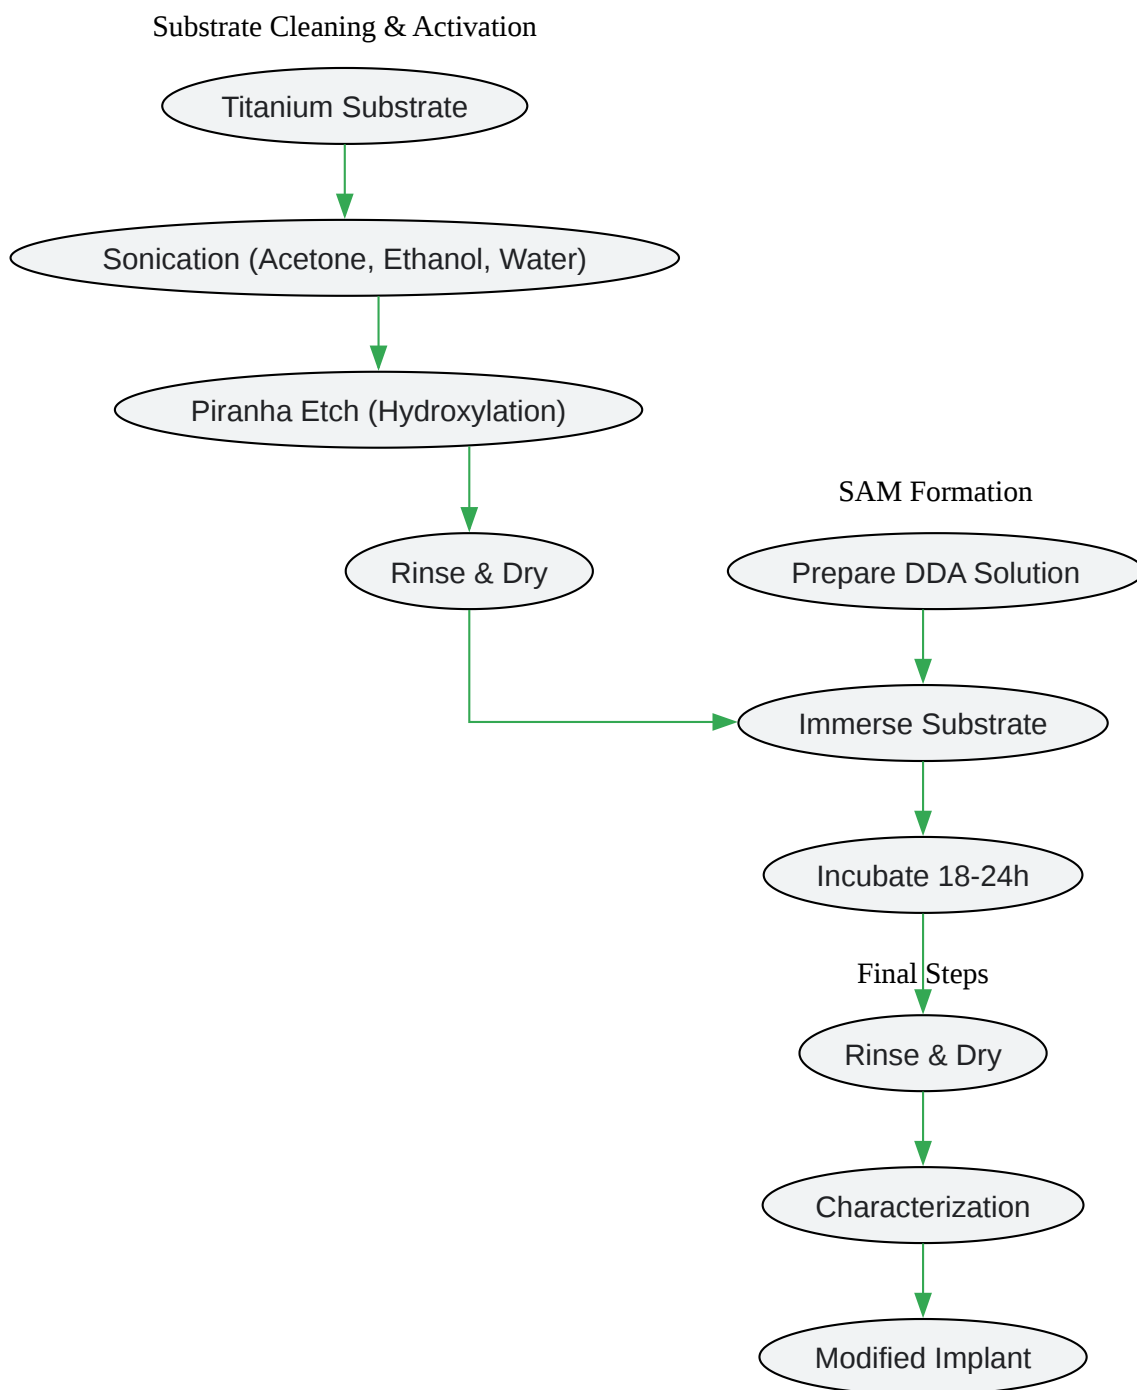 Substrate Cleaning & Activation
Titanium Substrate
Sonication (Acetone, Ethanol, Water)
Piranha Etch (Hydroxylation)
Rinse & Dry
SAM Formation
Prepare DDA Solution
Immerse Substrate
Incubate 18-24h
Final Steps
Rinse & Dry
Characterization
Modified Implant